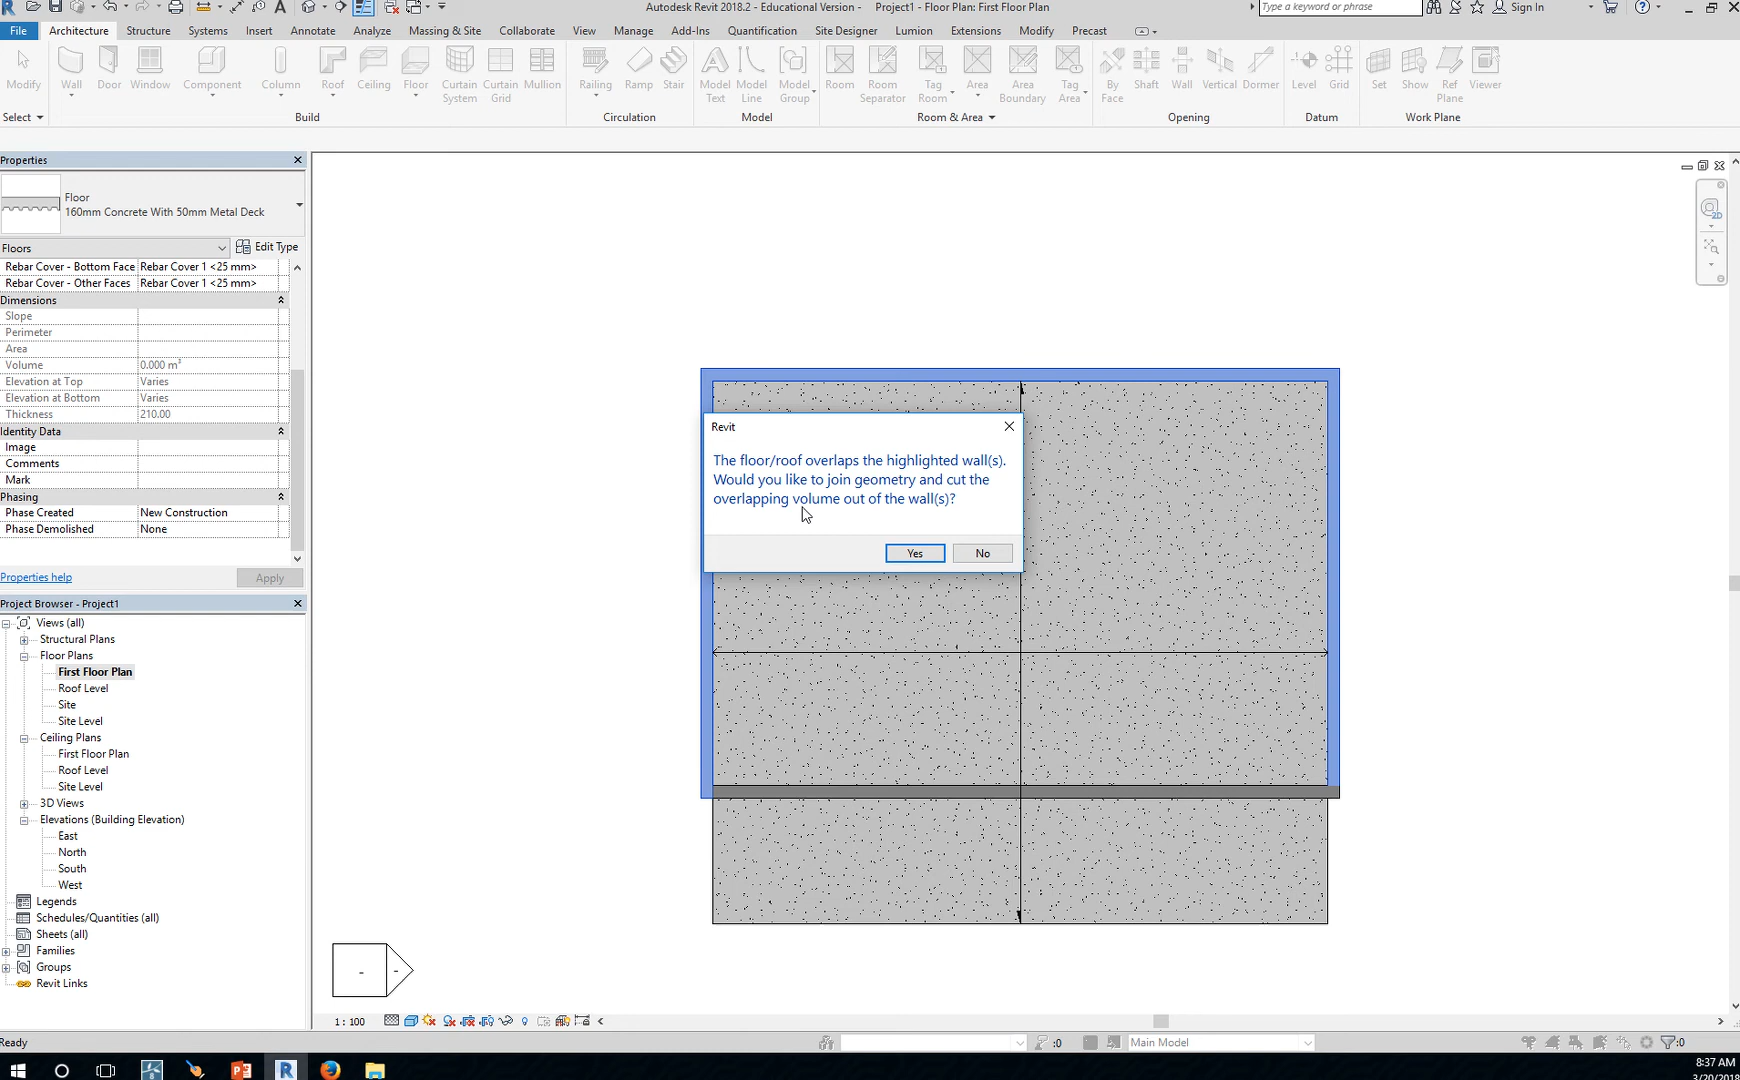 Autodesk Revit 2018.2 - Educational Version - Project1 - Floor Plan: First Floor Plan
Type a keyword or phrase
Sign In
File Architecture Structure Systems Insert Annotate Analyze Massing & Site Collaborate View Manage Add-Ins Quantification Site Designer Lumion Extensions Modify Precast
Modify Wall Door Window Component Column Roof Ceiling Floor Curtain System Curtain Grid Mullion Railing Ramp Stair Model Text Model Line Model Group Room Room Separator Tag Room Area Area Boundary Tag Area By Face Shaft Wall Vertical Dormer Level Grid Set Show Ref Plane Viewer
Select Build Circulation Model Room & Area Opening Datum Work Plane
Properties
Floor
160mm Concrete With 50mm Metal Deck
Floors Edit Type
Rebar Cover - Bottom Face Rebar Cover 1 <25 mm>
Rebar Cover - Other Faces Rebar Cover 1 <25 mm>
Dimensions
Slope
Perimeter
Area
Volume 0.000 m³
Elevation at Top Varies
Elevation at Bottom Varies
Thickness 210.00
Identity Data
Image
Comments
Mark
Phasing
Phase Created New Construction
Phase Demolished None
Properties help Apply
Revit
The floor/roof overlaps the highlighted wall(s).
Would you like to join geometry and cut the
overlapping volume out of the wall(s)?
Yes No
2D
Project Browser - Project1
Views (all)
Structural Plans
Floor Plans
First Floor Plan
Roof Level
Site
Site Level
Ceiling Plans
First Floor Plan
Roof Level
Site Level
3D Views
Elevations (Building Elevation)
East
North
South
West
Legends
Schedules/Quantities (all)
Sheets (all)
Families
Groups
Revit Links
1 : 100
Ready
:0
Main Model
:0
8:37 AM
3/20/2018